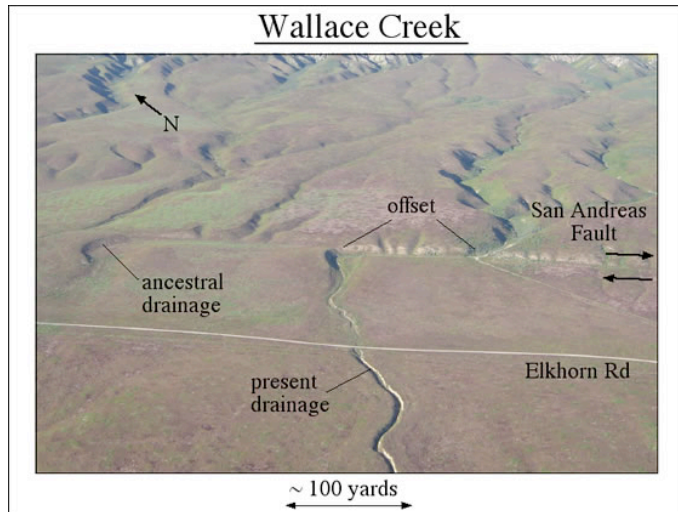 Wallace Creek
N
offset
San Andreas
Fault
ancestral
drainage
Elkhorn Rd
present
drainage
~ 100 yards